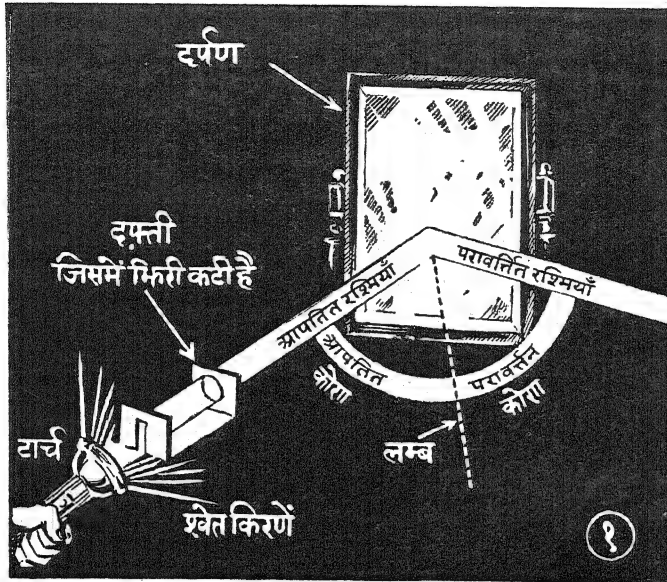 दर्पण
दफ़्ती
जिसमें झिरी कटी है
आपतित रश्मियाँ
परावर्त्तित रश्मियाँ
आपतित
कोण
परावर्त्तन
कोण
टार्च
लम्ब
श्वेत किरणें
१